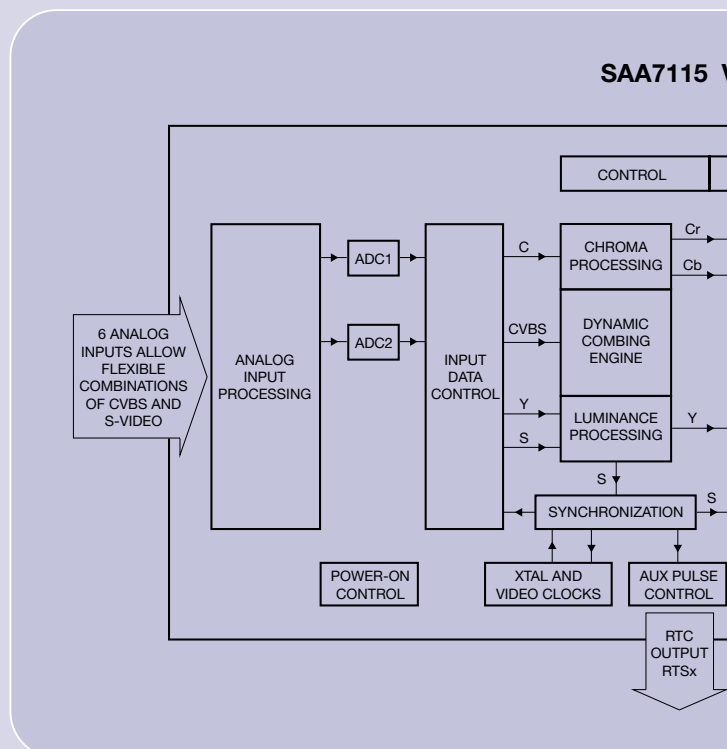 SAA7115 V
CONTROL
Cr
C
CHROMA
PROCESSING
ADC1
Cb
6 ANALOG
INPUTS ALLOW
FLEXIBLE
COMBINATIONS
OF CVBS AND
S-VIDEO
ANALOG
INPUT
PROCESSING
ADC2
INPUT
DATA
CONTROL
CVBS
DYNAMIC
COMBING
ENGINE
Y
S
LUMINANCE
PROCESSING
Y
S
SYNCHRONIZATION
S
POWER-ON
CONTROL
XTAL AND
VIDEO CLOCKS
AUX PULSE
CONTROL
RTC
OUTPUT
RTSx